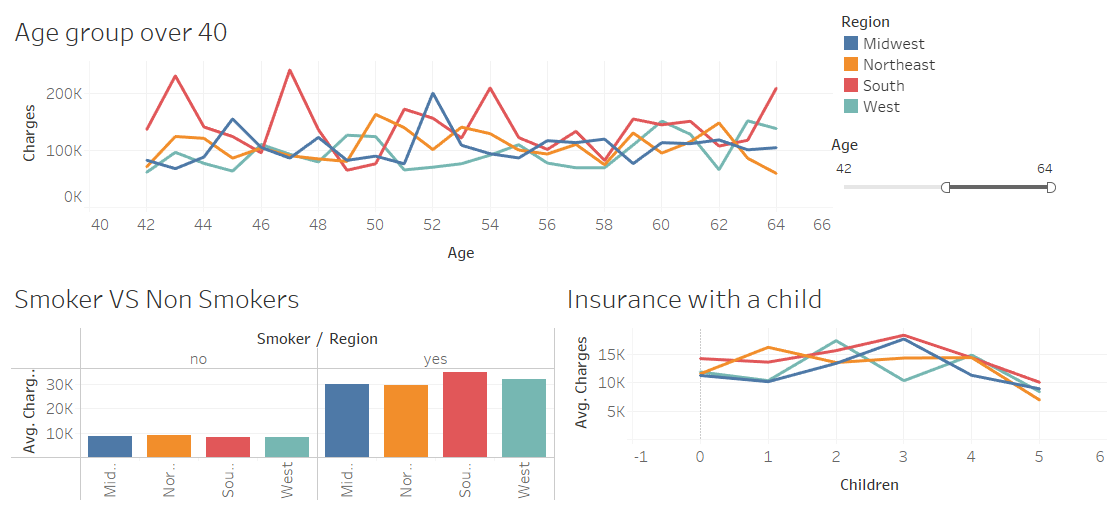 Age group over 40
Region
Midwest
Northeast
South
West
Age
42 64
Charges
200K
100K
0K
40 42 44 46 48 50 52 54 56 58 60 62 64 66
Age
Smoker VS Non Smokers
Smoker / Region
no yes
Avg. Charg..
30K
20K
10K
Mid.. Nor.. Sou.. West Mid.. Nor.. Sou.. West
Insurance with a child
Avg. Charges
15K
10K
5K
-1 0 1 2 3 4 5 6
Children